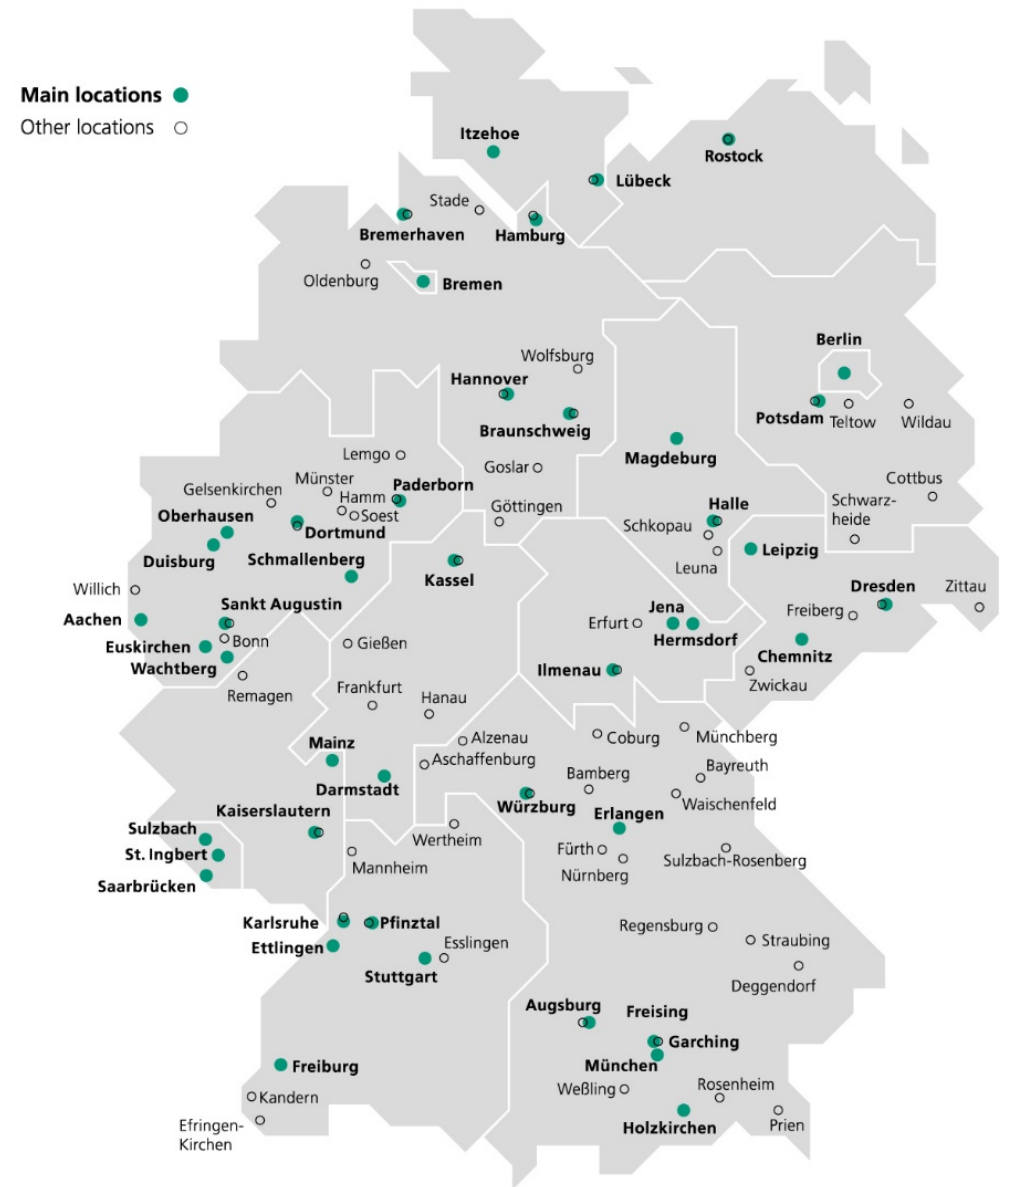 Main locations
Other locations
Itzehoe
Rostock
Lübeck
Stade
Bremerhaven
Hamburg
Oldenburg
Bremen
Berlin
Wolfsburg
Hannover
Potsdam
Teltow
Wildau
Braunschweig
Magdeburg
Lemgo
Goslar
Münster
Paderborn
Cottbus
Gelsenkirchen
Hamm
Schwarz-
heide
Göttingen
Halle
Oberhausen
Soest
Schkopau
Dortmund
Leipzig
Duisburg
Schmallenberg
Leuna
Kassel
Willich
Dresden
Zittau
Aachen
Sankt Augustin
Jena
Freiberg
Erfurt
Euskirchen
Bonn
Gießen
Hermsdorf
Chemnitz
Wachtberg
Ilmenau
Zwickau
Remagen
Frankfurt
Hanau
Alzenau
Coburg
Münchberg
Mainz
Aschaffenburg
Bayreuth
Bamberg
Darmstadt
Würzburg
Waischenfeld
Kaiserslautern
Erlangen
Sulzbach
Wertheim
St. Ingbert
Fürth
Sulzbach-Rosenberg
Mannheim
Nürnberg
Saarbrücken
Karlsruhe
Pfinztal
Regensburg
Ettlingen
Esslingen
Straubing
Stuttgart
Deggendorf
Augsburg
Freising
Garching
Freiburg
München
Weßling
Rosenheim
Kandern
Efringen-
Kirchen
Holzkirchen
Prien